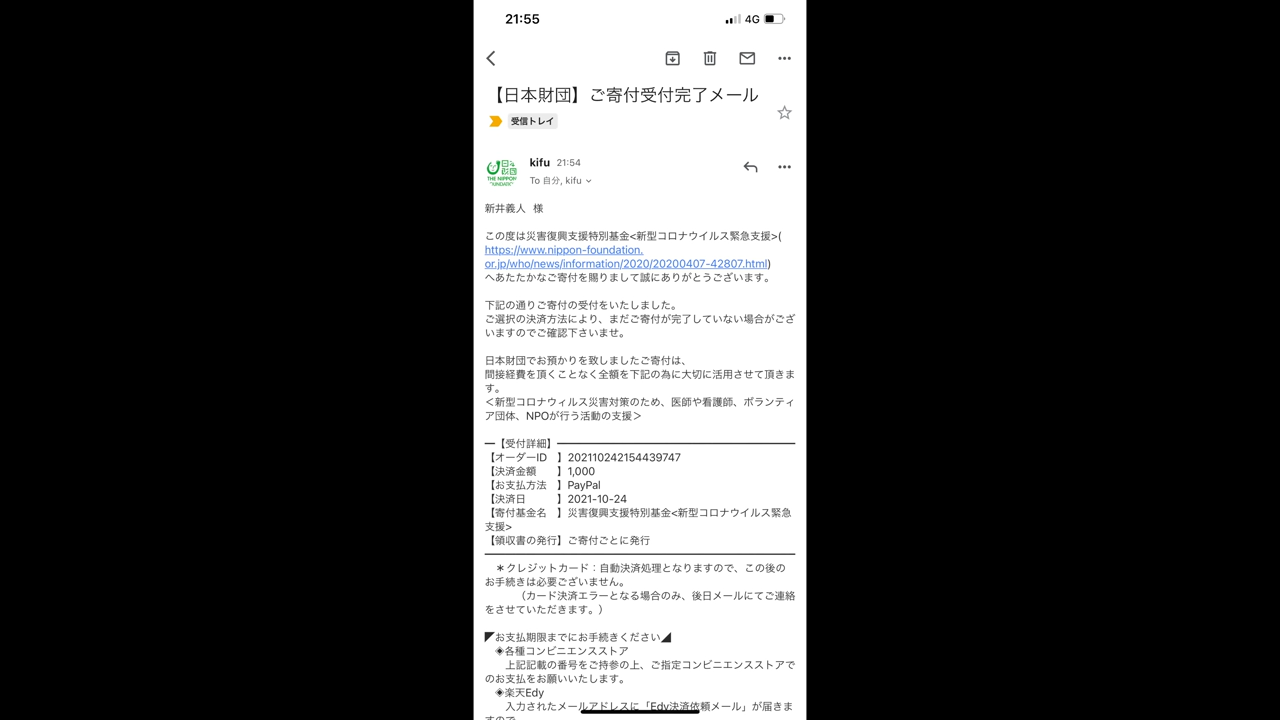 21:55
4G
【日本財団】ご寄付受付完了メール
受信トレイ
日本財団
THE NIPPON
kifu 21:54
To 自分, kifu
新井義人 様
この度は災害復興支援特別基金<新型コロナウイルス緊急支援>(
https://www.nippon-foundation.
or.jp/who/news/information/2020/20200407-42807.html)
へあたたかなご寄付を賜りまして誠にありがとうございます。
下記の通りご寄付の受付をいたしました。
ご選択の決済方法により、まだご寄付が完了していない場合がござ
いますのでご確認下さいませ。
日本財団でお預かりを致しましたご寄付は、
間接経費を頂くことなく全額を下記の為に大切に活用させて頂きま
す。
＜新型コロナウィルス災害対策のため、医師や看護師、ボランティ
ア団体、NPOが行う活動の支援＞
━【受付詳細】━━━━━━━━━━━━━━━━━━━━━━━
【オーダーID 】202110242154439747
【決済金額 】1,000
【お支払方法 】PayPal
【決済日 】2021-10-24
【寄付基金名 】災害復興支援特別基金<新型コロナウイルス緊急
支援>
【領収書の発行】ご寄付ごとに発行
━━━━━━━━━━━━━━━━━━━━━━━━━━━━━━
＊クレジットカード：自動決済処理となりますので、この後の
お手続きは必要ございません。
（カード決済エラーとなる場合のみ、後日メールにてご連絡
をさせていただきます。）
◤お支払期限までにお手続きください◢
◈各種コンビニエンスストア
上記記載の番号をご持参の上、ご指定コンビニエンスストアで
のお支払をお願いいたします。
◈楽天Edy
入力されたメールアドレスに「Edy決済依頼メール」が届きま
すので